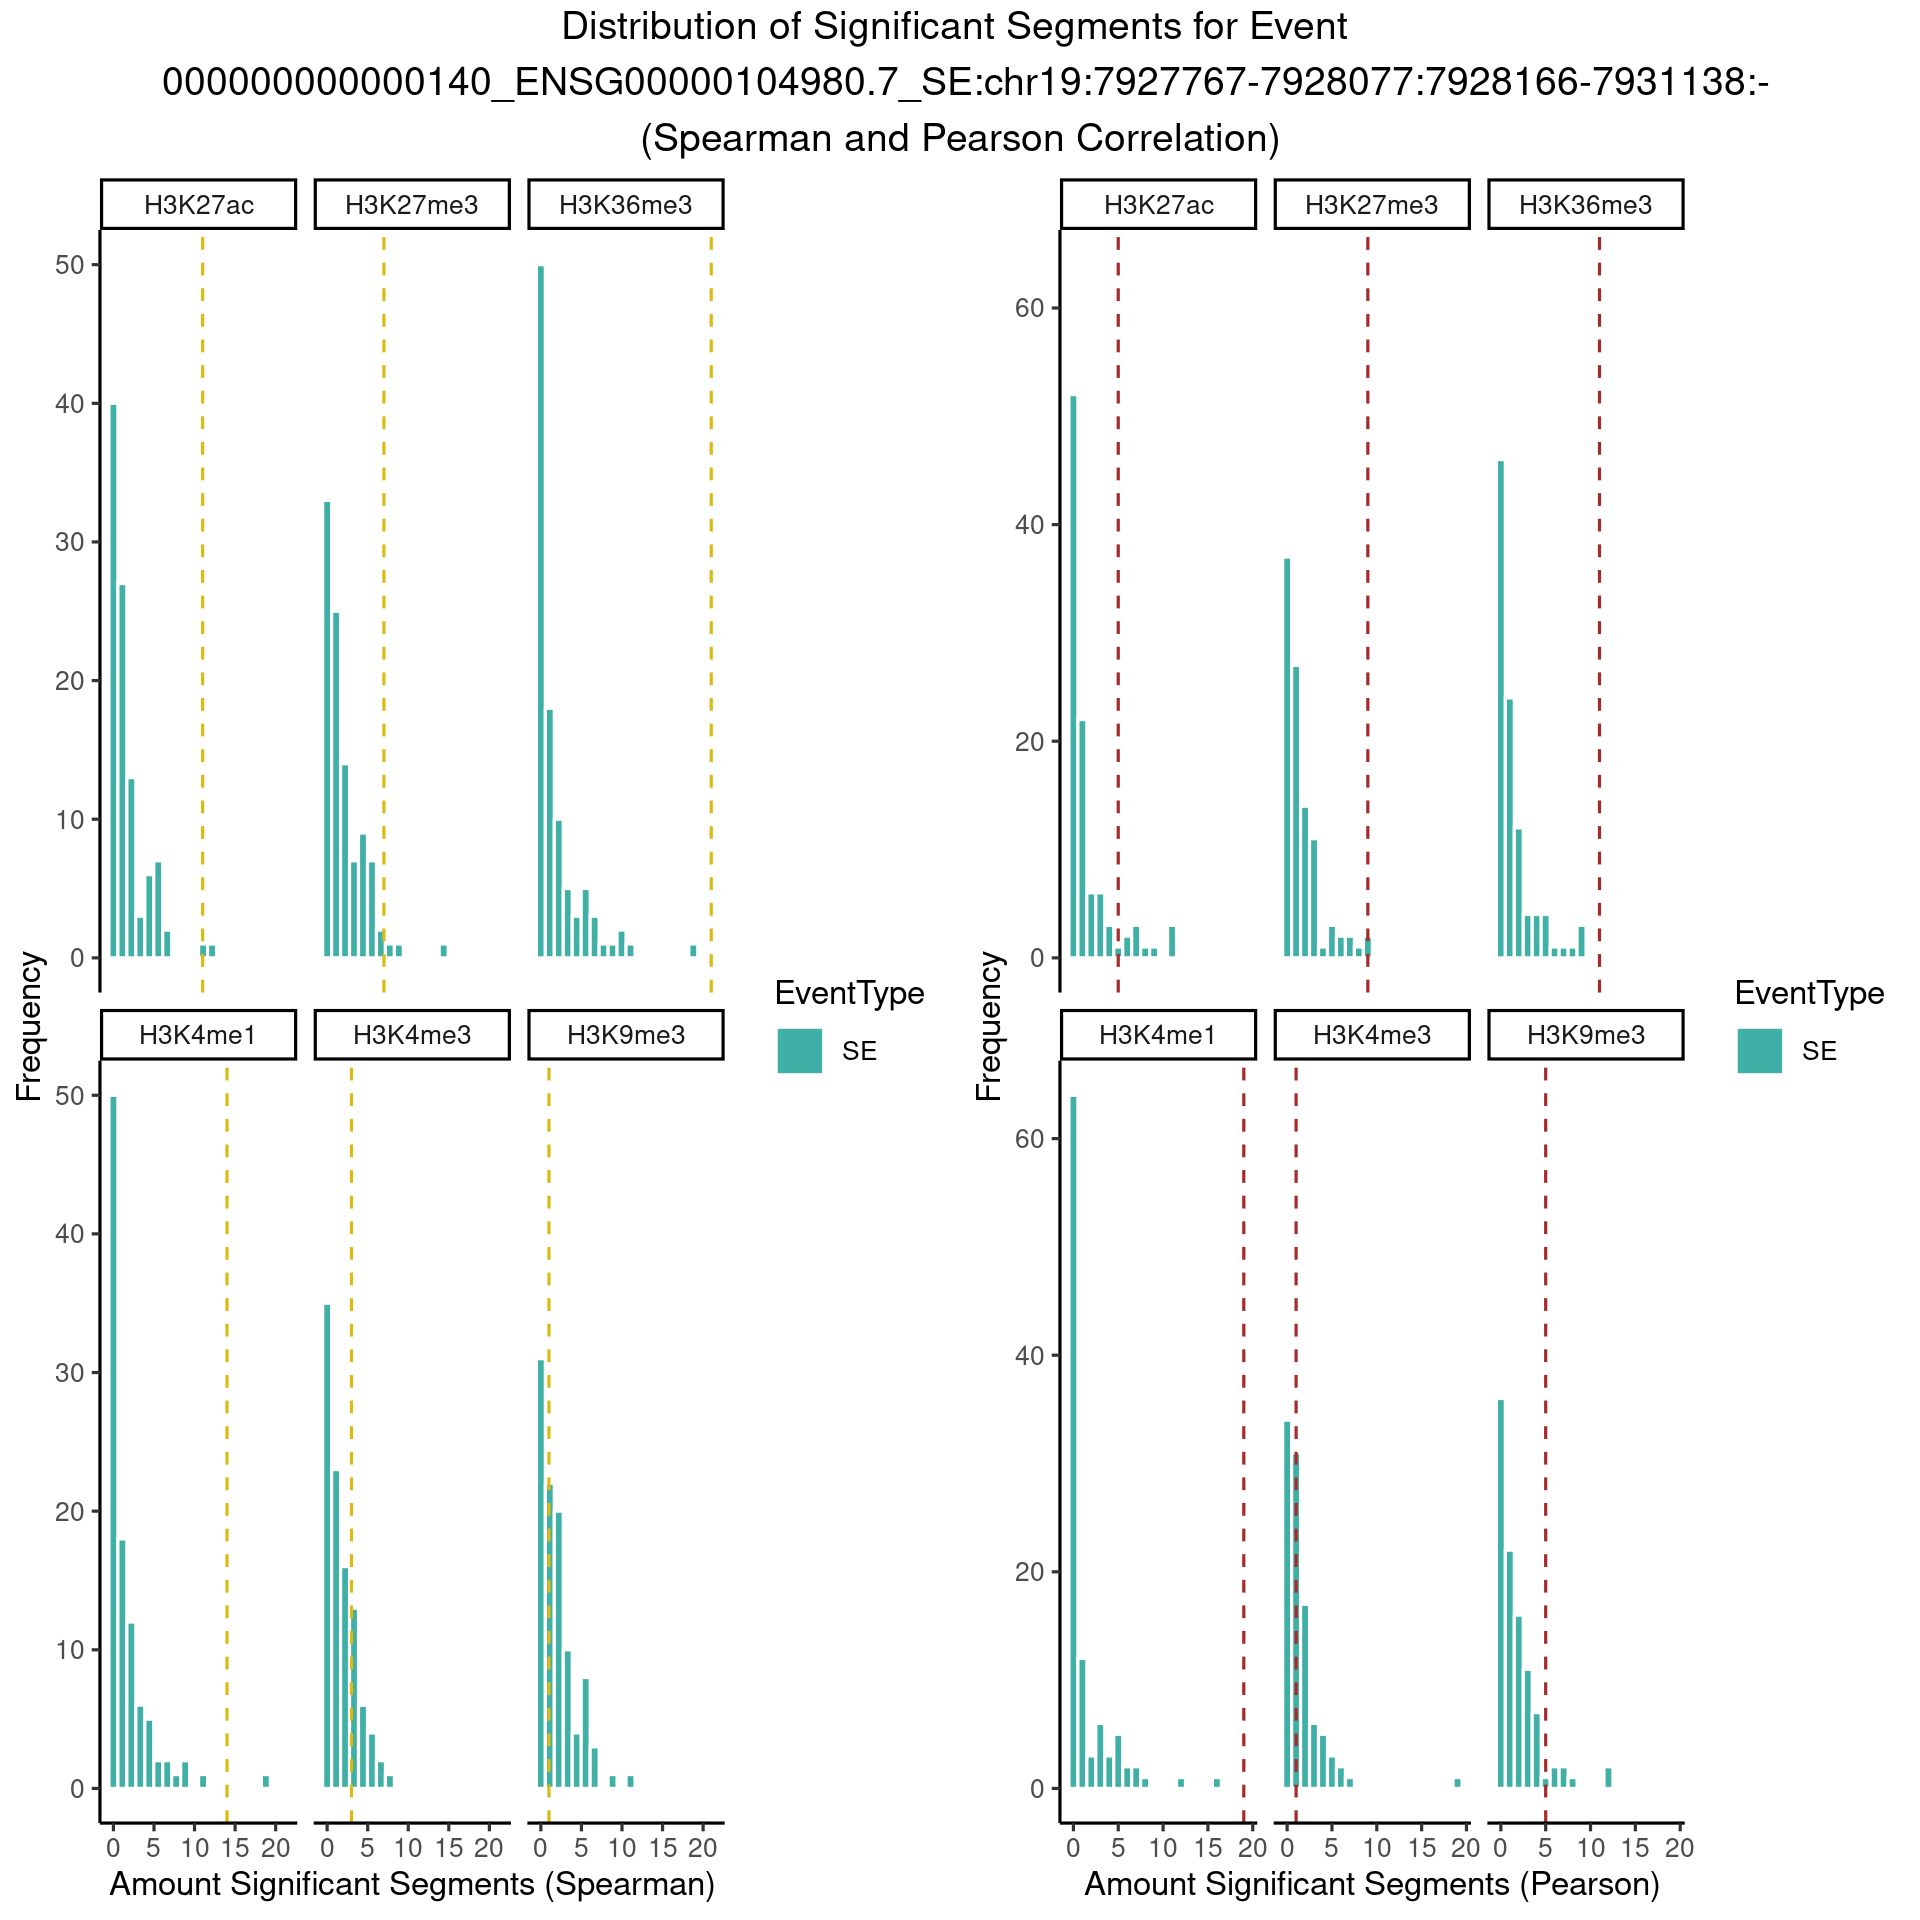 Distribution of Significant Segments for Event
000000000000140_ENSG00000104980.7_SE:chr19:7927767-7928077:7928166-7931138:-
(Spearman and Pearson Correlation)
H3K27ac H3K27me3 H3K36me3
50
40
30
20
10
0
H3K4me1 H3K4me3 H3K9me3
50
40
30
20
10
0
0 5 10 15 20 0 5 10 15 20 0 5 10 15 20
Frequency
Amount Significant Segments (Spearman)
EventType
SE
H3K27ac H3K27me3 H3K36me3
60
40
20
0
H3K4me1 H3K4me3 H3K9me3
60
40
20
0
0 5 10 15 20 0 5 10 15 20 0 5 10 15 20
Frequency
Amount Significant Segments (Pearson)
EventType
SE